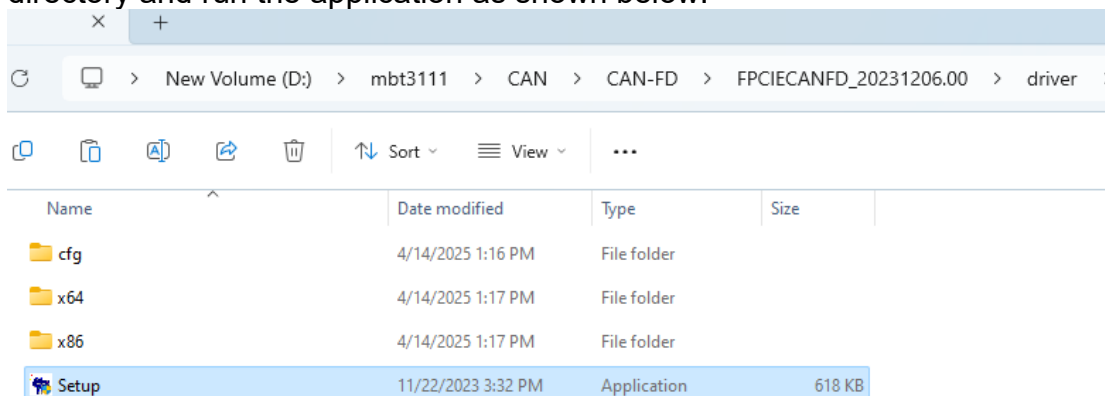 directory and run the application as shown below.
New Volume (D:) > mbt3111 > CAN > CAN-FD > FPCIECANFD_20231206.00 > driver
Sort View ...
Name Date modified Type Size
cfg 4/14/2025 1:16 PM File folder
x64 4/14/2025 1:17 PM File folder
x86 4/14/2025 1:17 PM File folder
Setup 11/22/2023 3:32 PM Application 618 KB